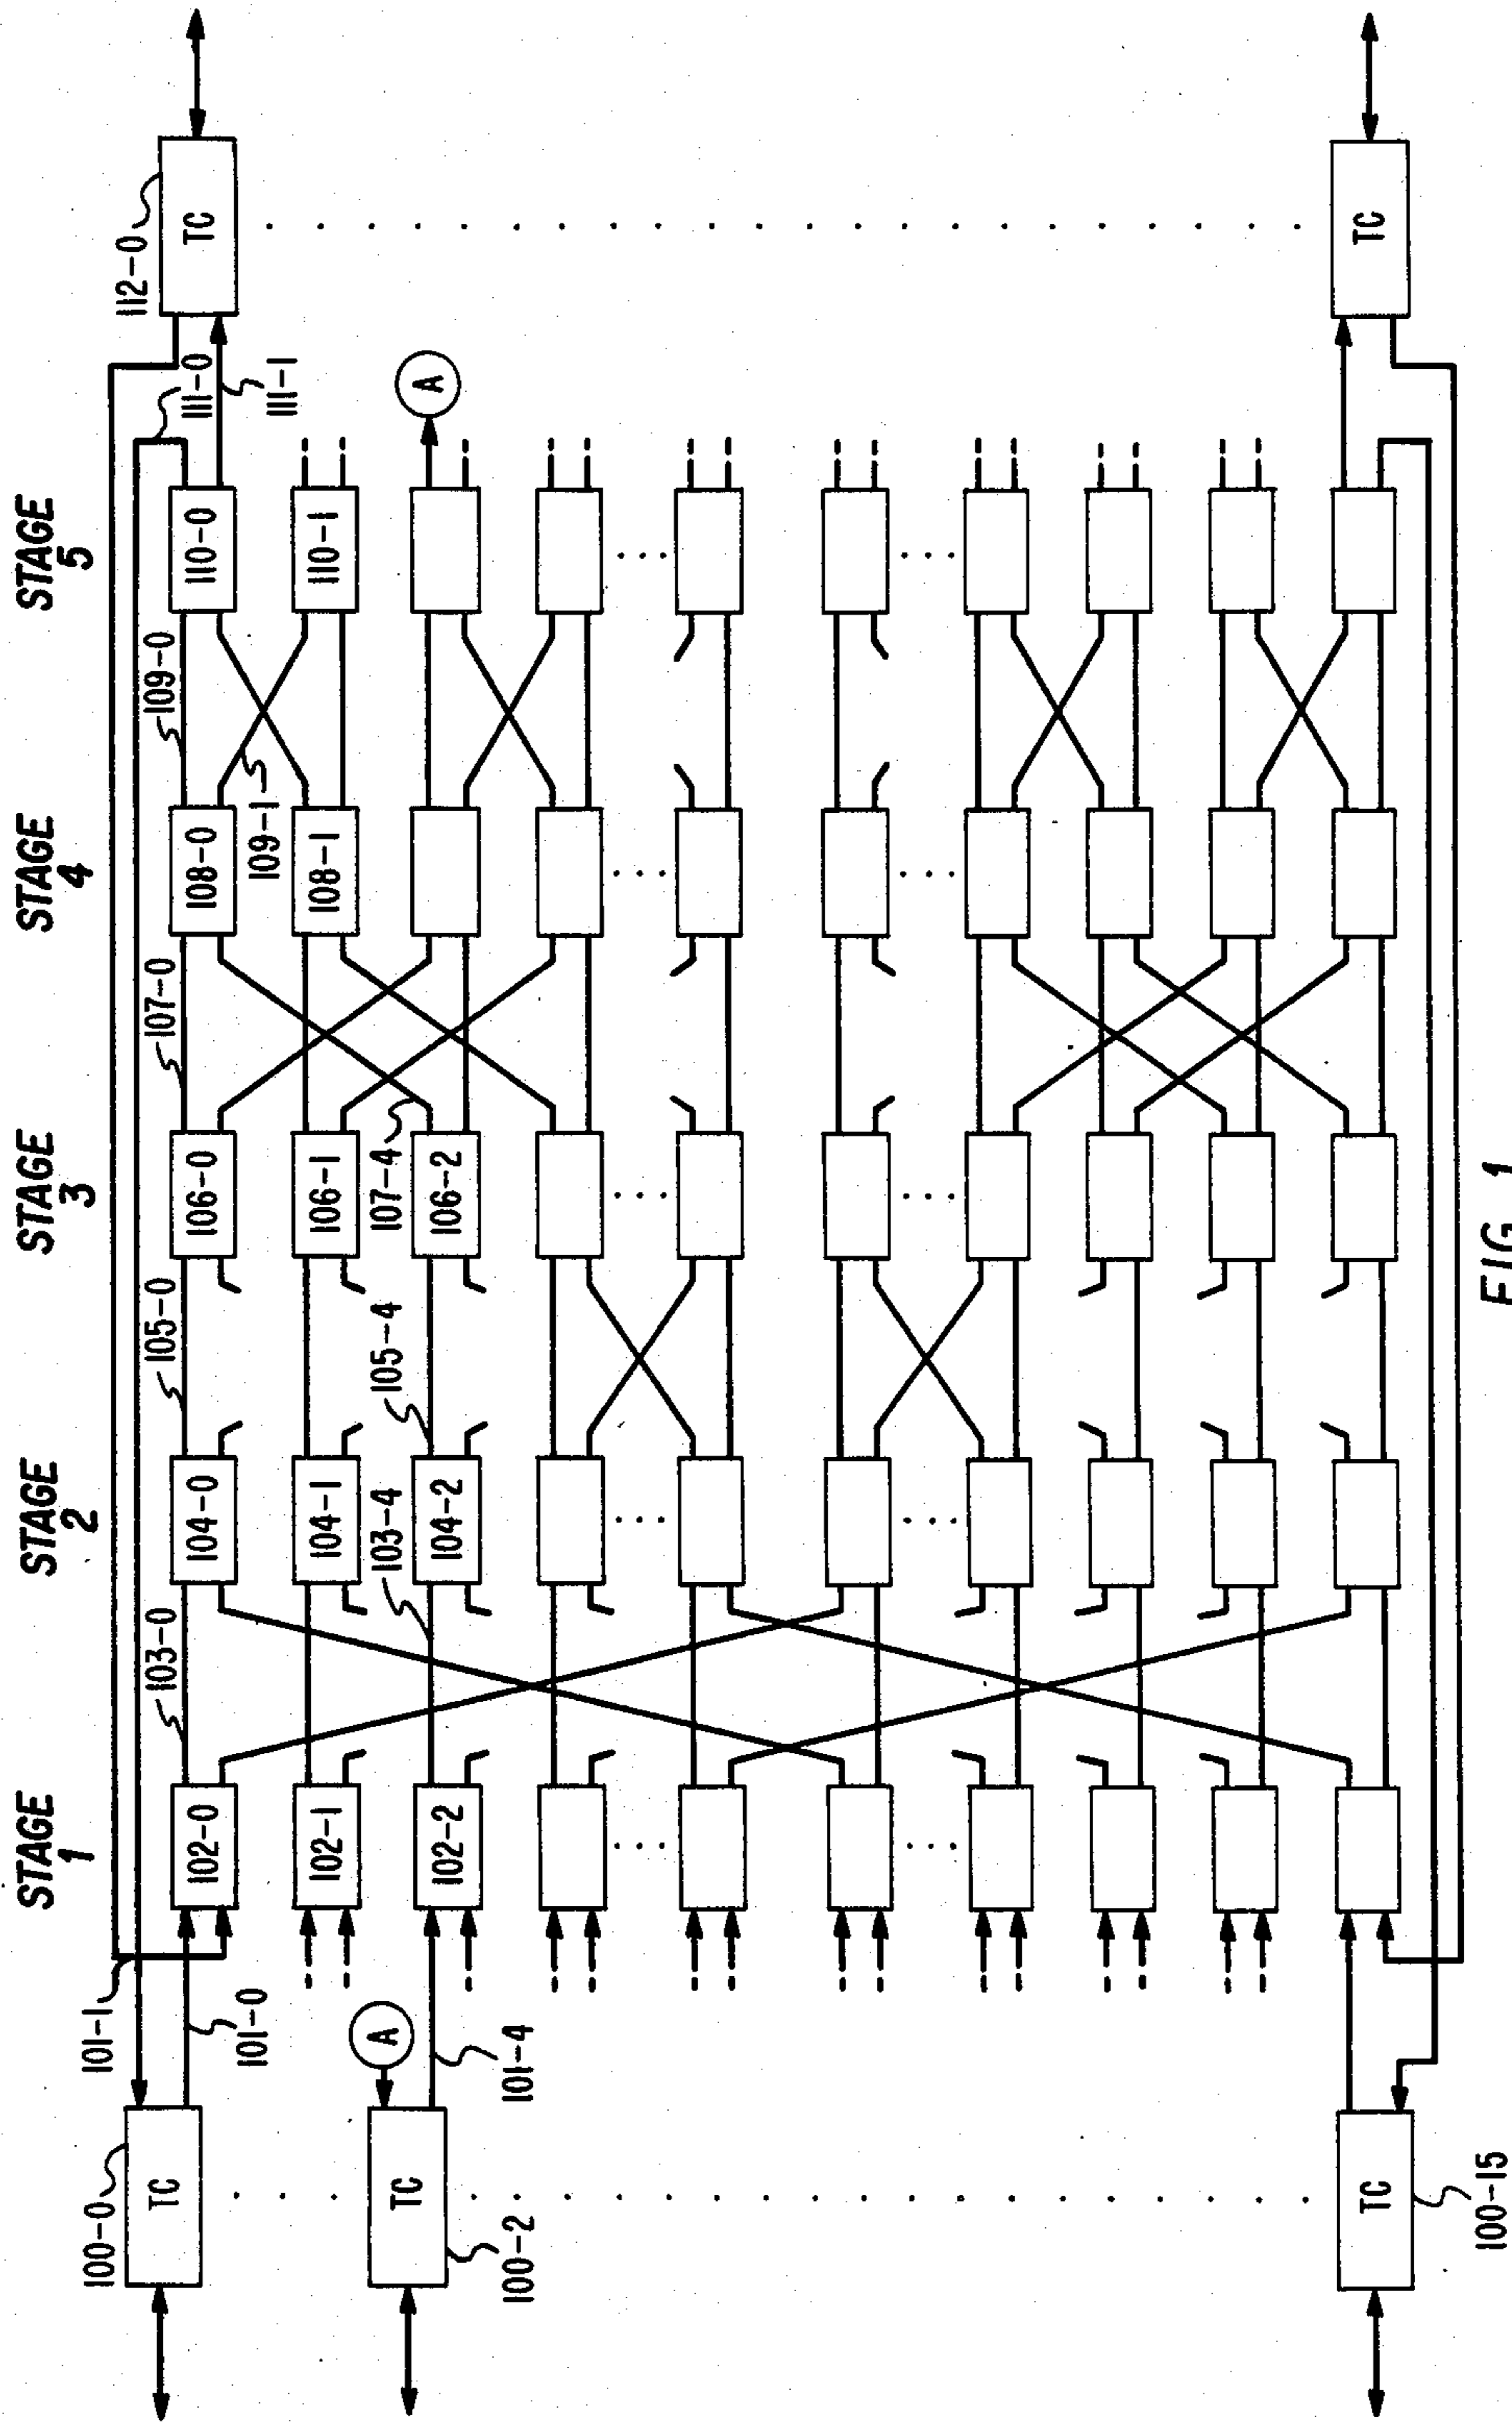 STAGE
1
STAGE
2
STAGE
3
STAGE
4
STAGE
5
100-0
TC
101-1
101-0
102-0
103-0
104-0
105-0
106-0
107-0
108-0
109-0
110-0
111-0
111-1
112-0
TC
102-1
104-1
106-1
108-1
109-1
110-1
A
TC
100-2
101-4
102-2
103-4
104-2
105-4
106-2
107-4
A
TC
100-15
TC
FIG. 1